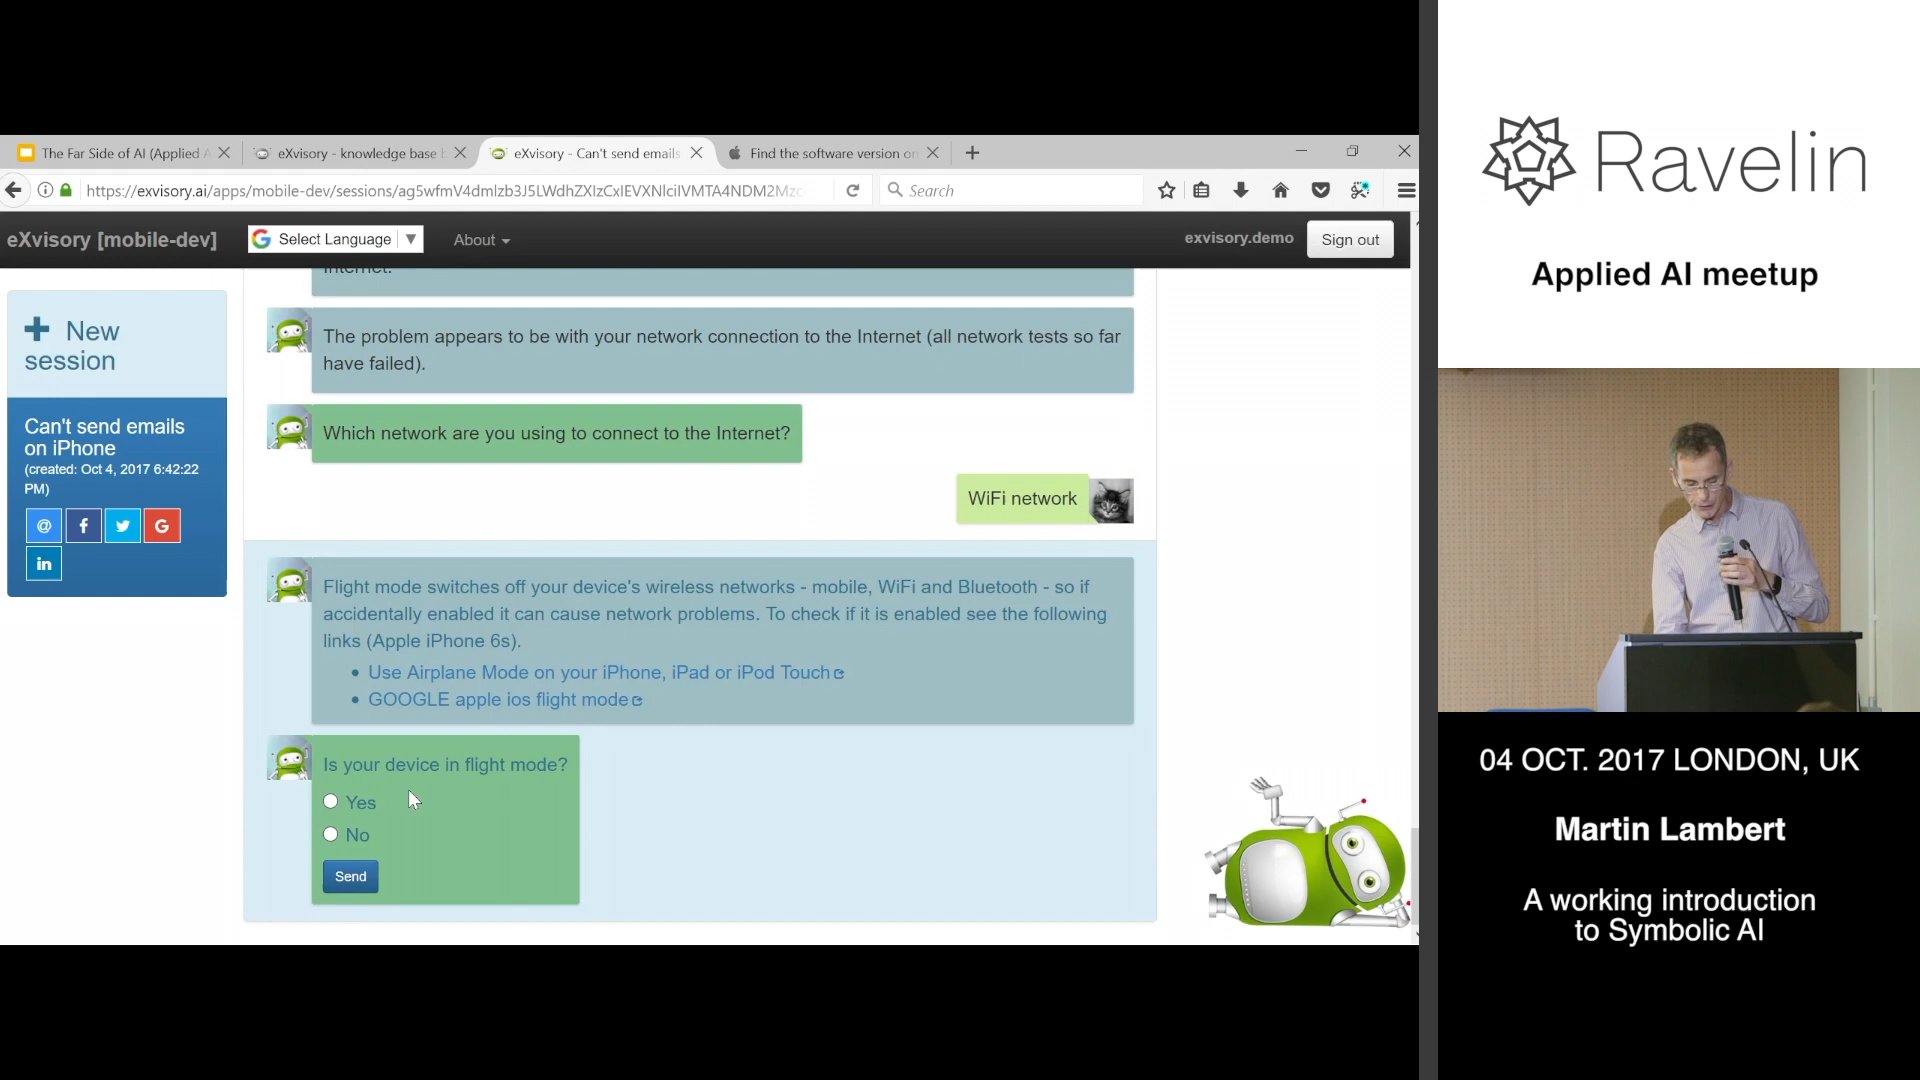 The Far Side of AI (Applied A
eXvisory - knowledge base b
eXvisory - Can't send emails
Find the software version on
https://exvisory.ai/apps/mobile-dev/sessions/
Search
eXvisory [mobile-dev]
Select Language
About
exvisory.demo
Sign out
New
session
Can't send emails
on iPhone
(created: Oct 4, 2017 6:42:22
PM)
Internet.
The problem appears to be with your network connection to the Internet (all network tests so far
have failed).
Which network are you using to connect to the Internet?
WiFi network
Flight mode switches off your device's wireless networks - mobile, WiFi and Bluetooth - so if
accidentally enabled it can cause network problems. To check if it is enabled see the following
links (Apple iPhone 6s).
Use Airplane Mode on your iPhone, iPad or iPod Touch
GOOGLE apple ios flight mode
Is your device in flight mode?
Yes
No
Send
Ravelin
Applied AI meetup
04 OCT. 2017 LONDON, UK
Martin Lambert
A working introduction
to Symbolic AI